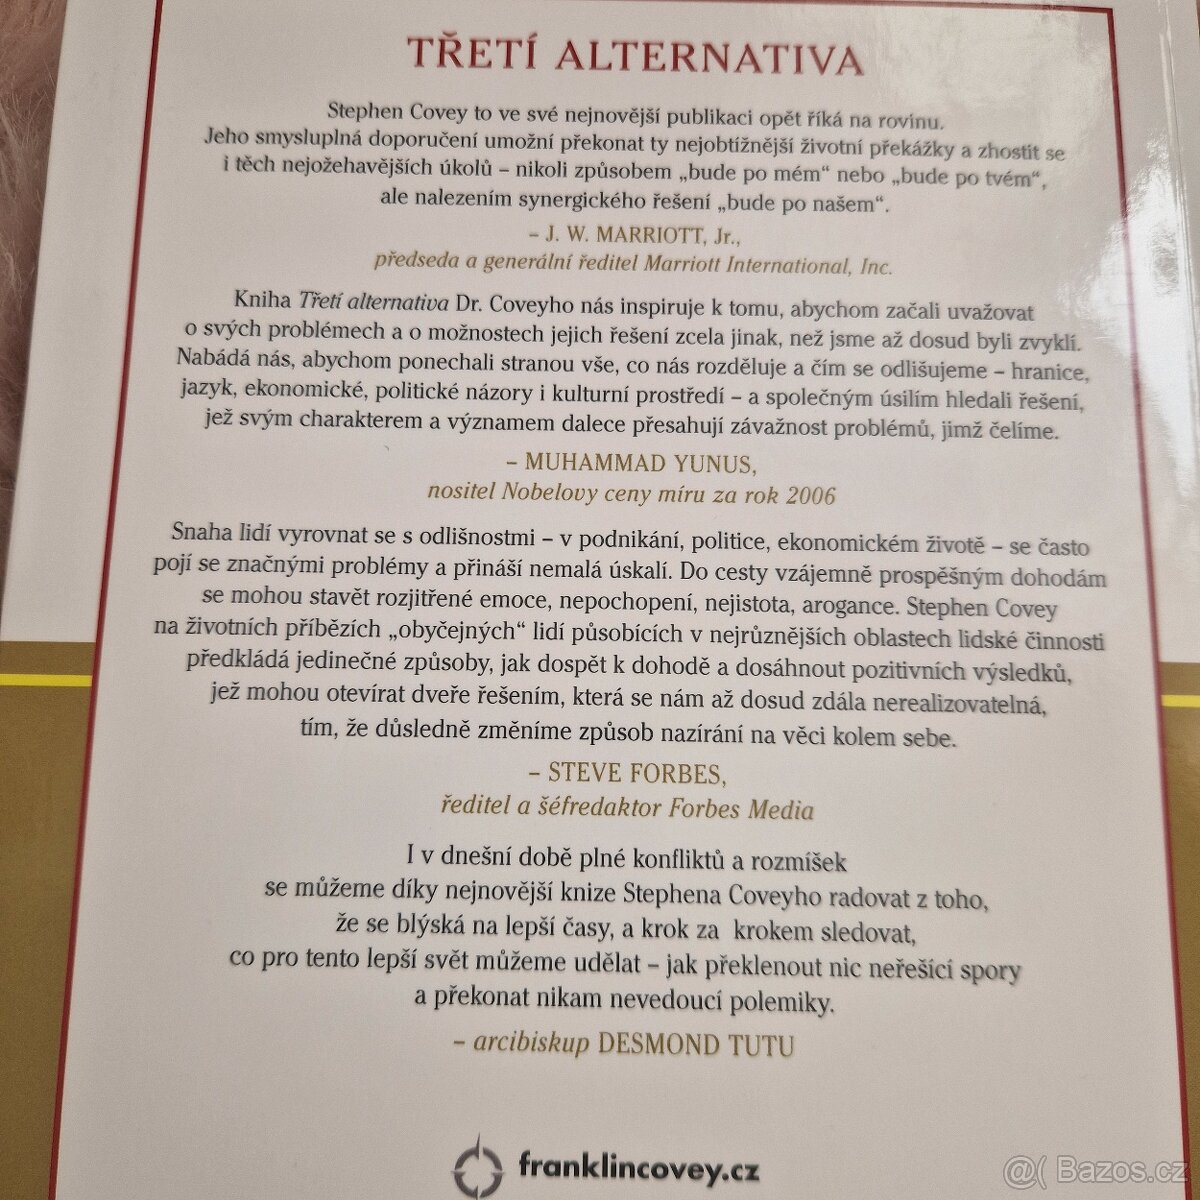 TŘETÍ ALTERNATIVA
Stephen Covey to ve své nejnovější publikaci opět říká na rovinu.
Jeho smysluplná doporučení umožní překonat ty nejobtížnější životní překážky a zhostit se
i těch nejožehavějších úkolů – nikoli způsobem „bude po mém“ nebo „bude po tvém“,
ale nalezením synergického řešení „bude po našem“.
– J. W. MARRIOTT, Jr.,
předseda a generální ředitel Marriott International, Inc.
Kniha Třetí alternativa Dr. Coveyho nás inspiruje k tomu, abychom začali uvažovat
o svých problémech a o možnostech jejich řešení zcela jinak, než jsme až dosud byli zvyklí.
Nabádá nás, abychom ponechali stranou vše, co nás rozděluje a čím se odlišujeme – hranice,
jazyk, ekonomické, politické názory i kulturní prostředí – a společným úsilím hledali řešení,
jež svým charakterem a významem dalece přesahují závažnost problémů, jimž čelíme.
– MUHAMMAD YUNUS,
nositel Nobelovy ceny míru za rok 2006
Snaha lidí vyrovnat se s odlišnostmi – v podnikání, politice, ekonomickém životě – se často
pojí se značnými problémy a přináší nemalá úskalí. Do cesty vzájemně prospěšným dohodám
se mohou stavět rozjitřené emoce, nepochopení, nejistota, arogance. Stephen Covey
na životních příbězích „obyčejných“ lidí působících v nejrůznějších oblastech lidské činnosti
předkládá jedinečné způsoby, jak dospět k dohodě a dosáhnout pozitivních výsledků,
jež mohou otevírat dveře řešením, která se nám až dosud zdála nerealizovatelná,
tím, že důsledně změníme způsob nazírání na věci kolem sebe.
– STEVE FORBES,
ředitel a šéfredaktor Forbes Media
I v dnešní době plné konfliktů a rozmíšek
se můžeme díky nejnovější knize Stephena Coveyho radovat z toho,
že se blýská na lepší časy, a krok za krokem sledovat,
co pro tento lepší svět můžeme udělat – jak překlenout nic neřešící spory
a překonat nikam nevedoucí polemiky.
– arcibiskup DESMOND TUTU
franklincovey.cz
@( Bazos.cz